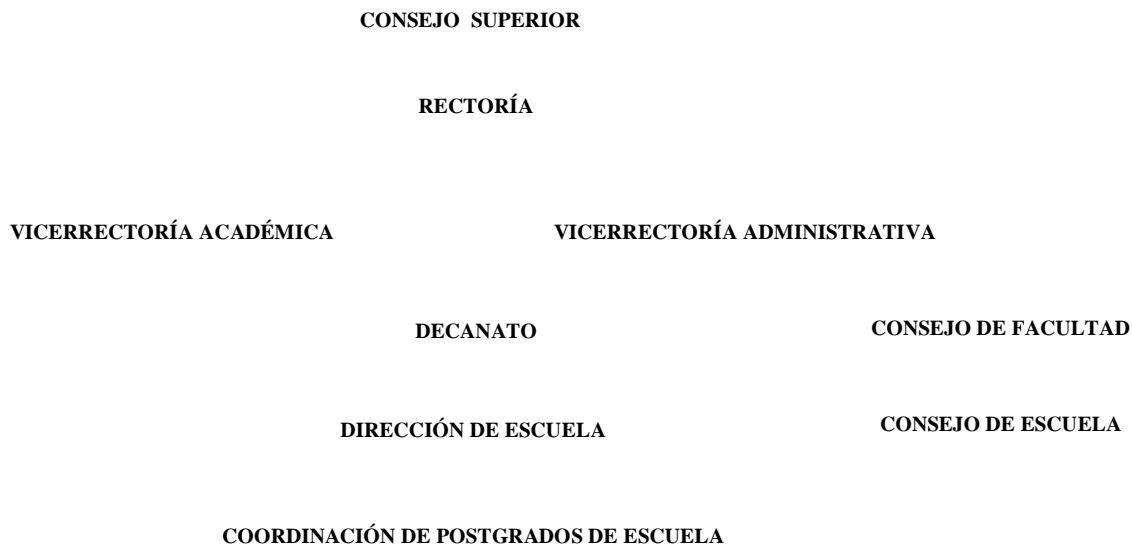 CONSEJO SUPERIOR
RECTORÍA
VICERRECTORÍA ACADÉMICA
VICERRECTORÍA ADMINISTRATIVA
DECANATO
CONSEJO DE FACULTAD
DIRECCIÓN DE ESCUELA
CONSEJO DE ESCUELA
COORDINACIÓN DE POSTGRADOS DE ESCUELA